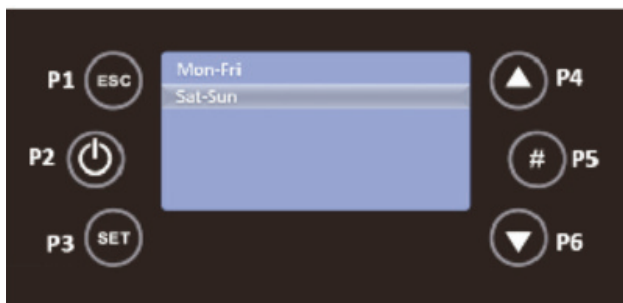 P1 ESC
Mon-Fri
Sat-Sun
P4
P2
# P5
P3 SET
P6